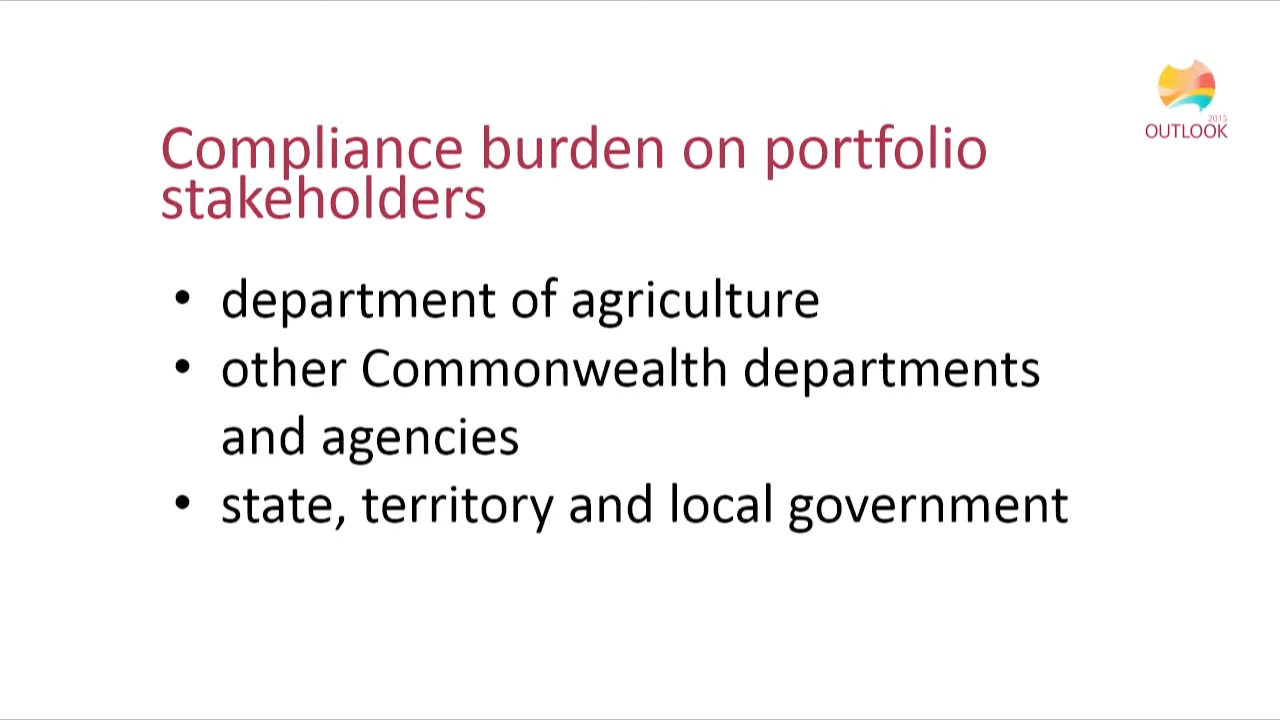 2015
OUTLOOK
Compliance burden on portfolio
stakeholders
• department of agriculture
• other Commonwealth departments
and agencies
• state, territory and local government